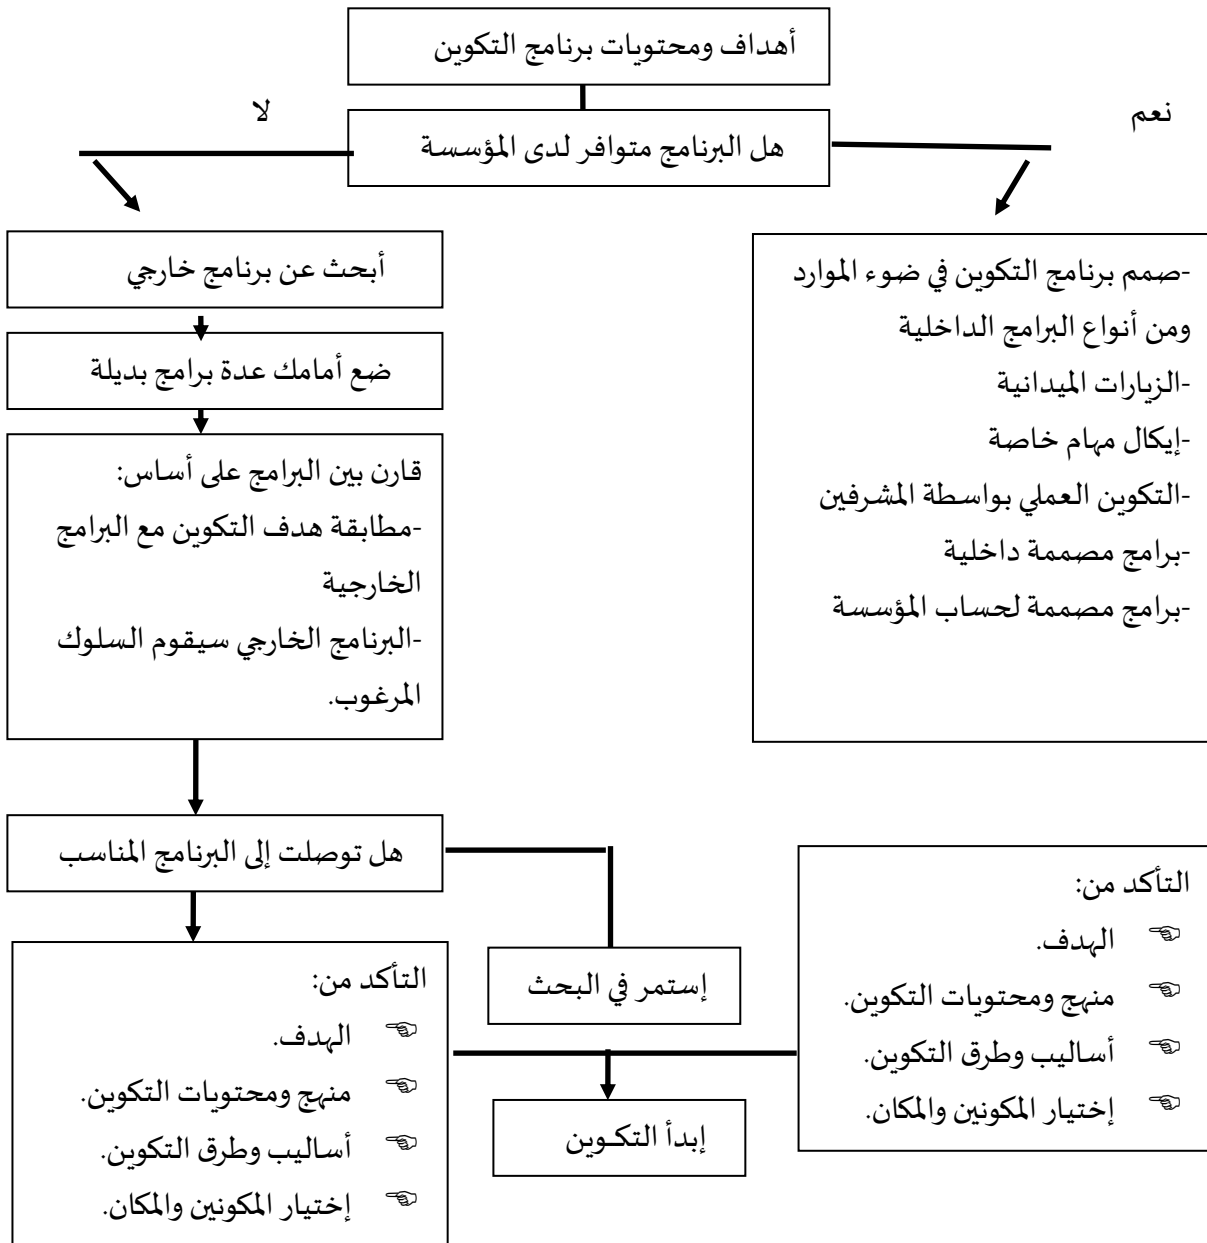 أهداف ومحتويات برنامج التكوين
هل البرنامج متوافر لدى المؤسسة
نعم
لا
-صمم برنامج التكوين في ضوء الموارد
ومن أنواع البرامج الداخلية
-الزيارات الميدانية
-إيكال مهام خاصة
-التكوين العملي بواسطة المشرفين
-برامج مصممة داخلية
-برامج مصممة لحساب المؤسسة
أبحث عن برنامج خارجي
ضع أمامك عدة برامج بديلة
قارن بين البرامج على أساس:
-مطابقة هدف التكوين مع البرامج
الخارجية
-البرنامج الخارجي سيقوم السلوك
المرغوب.
هل توصلت إلى البرنامج المناسب
التأكد من:
الهدف.
منهج ومحتويات التكوين.
أساليب وطرق التكوين.
إختيار المكونين والمكان.
إستمر في البحث
إبدأ التكـوين
التأكد من:
الهدف.
منهج ومحتويات التكوين.
أساليب وطرق التكوين.
إختيار المكونين والمكان.